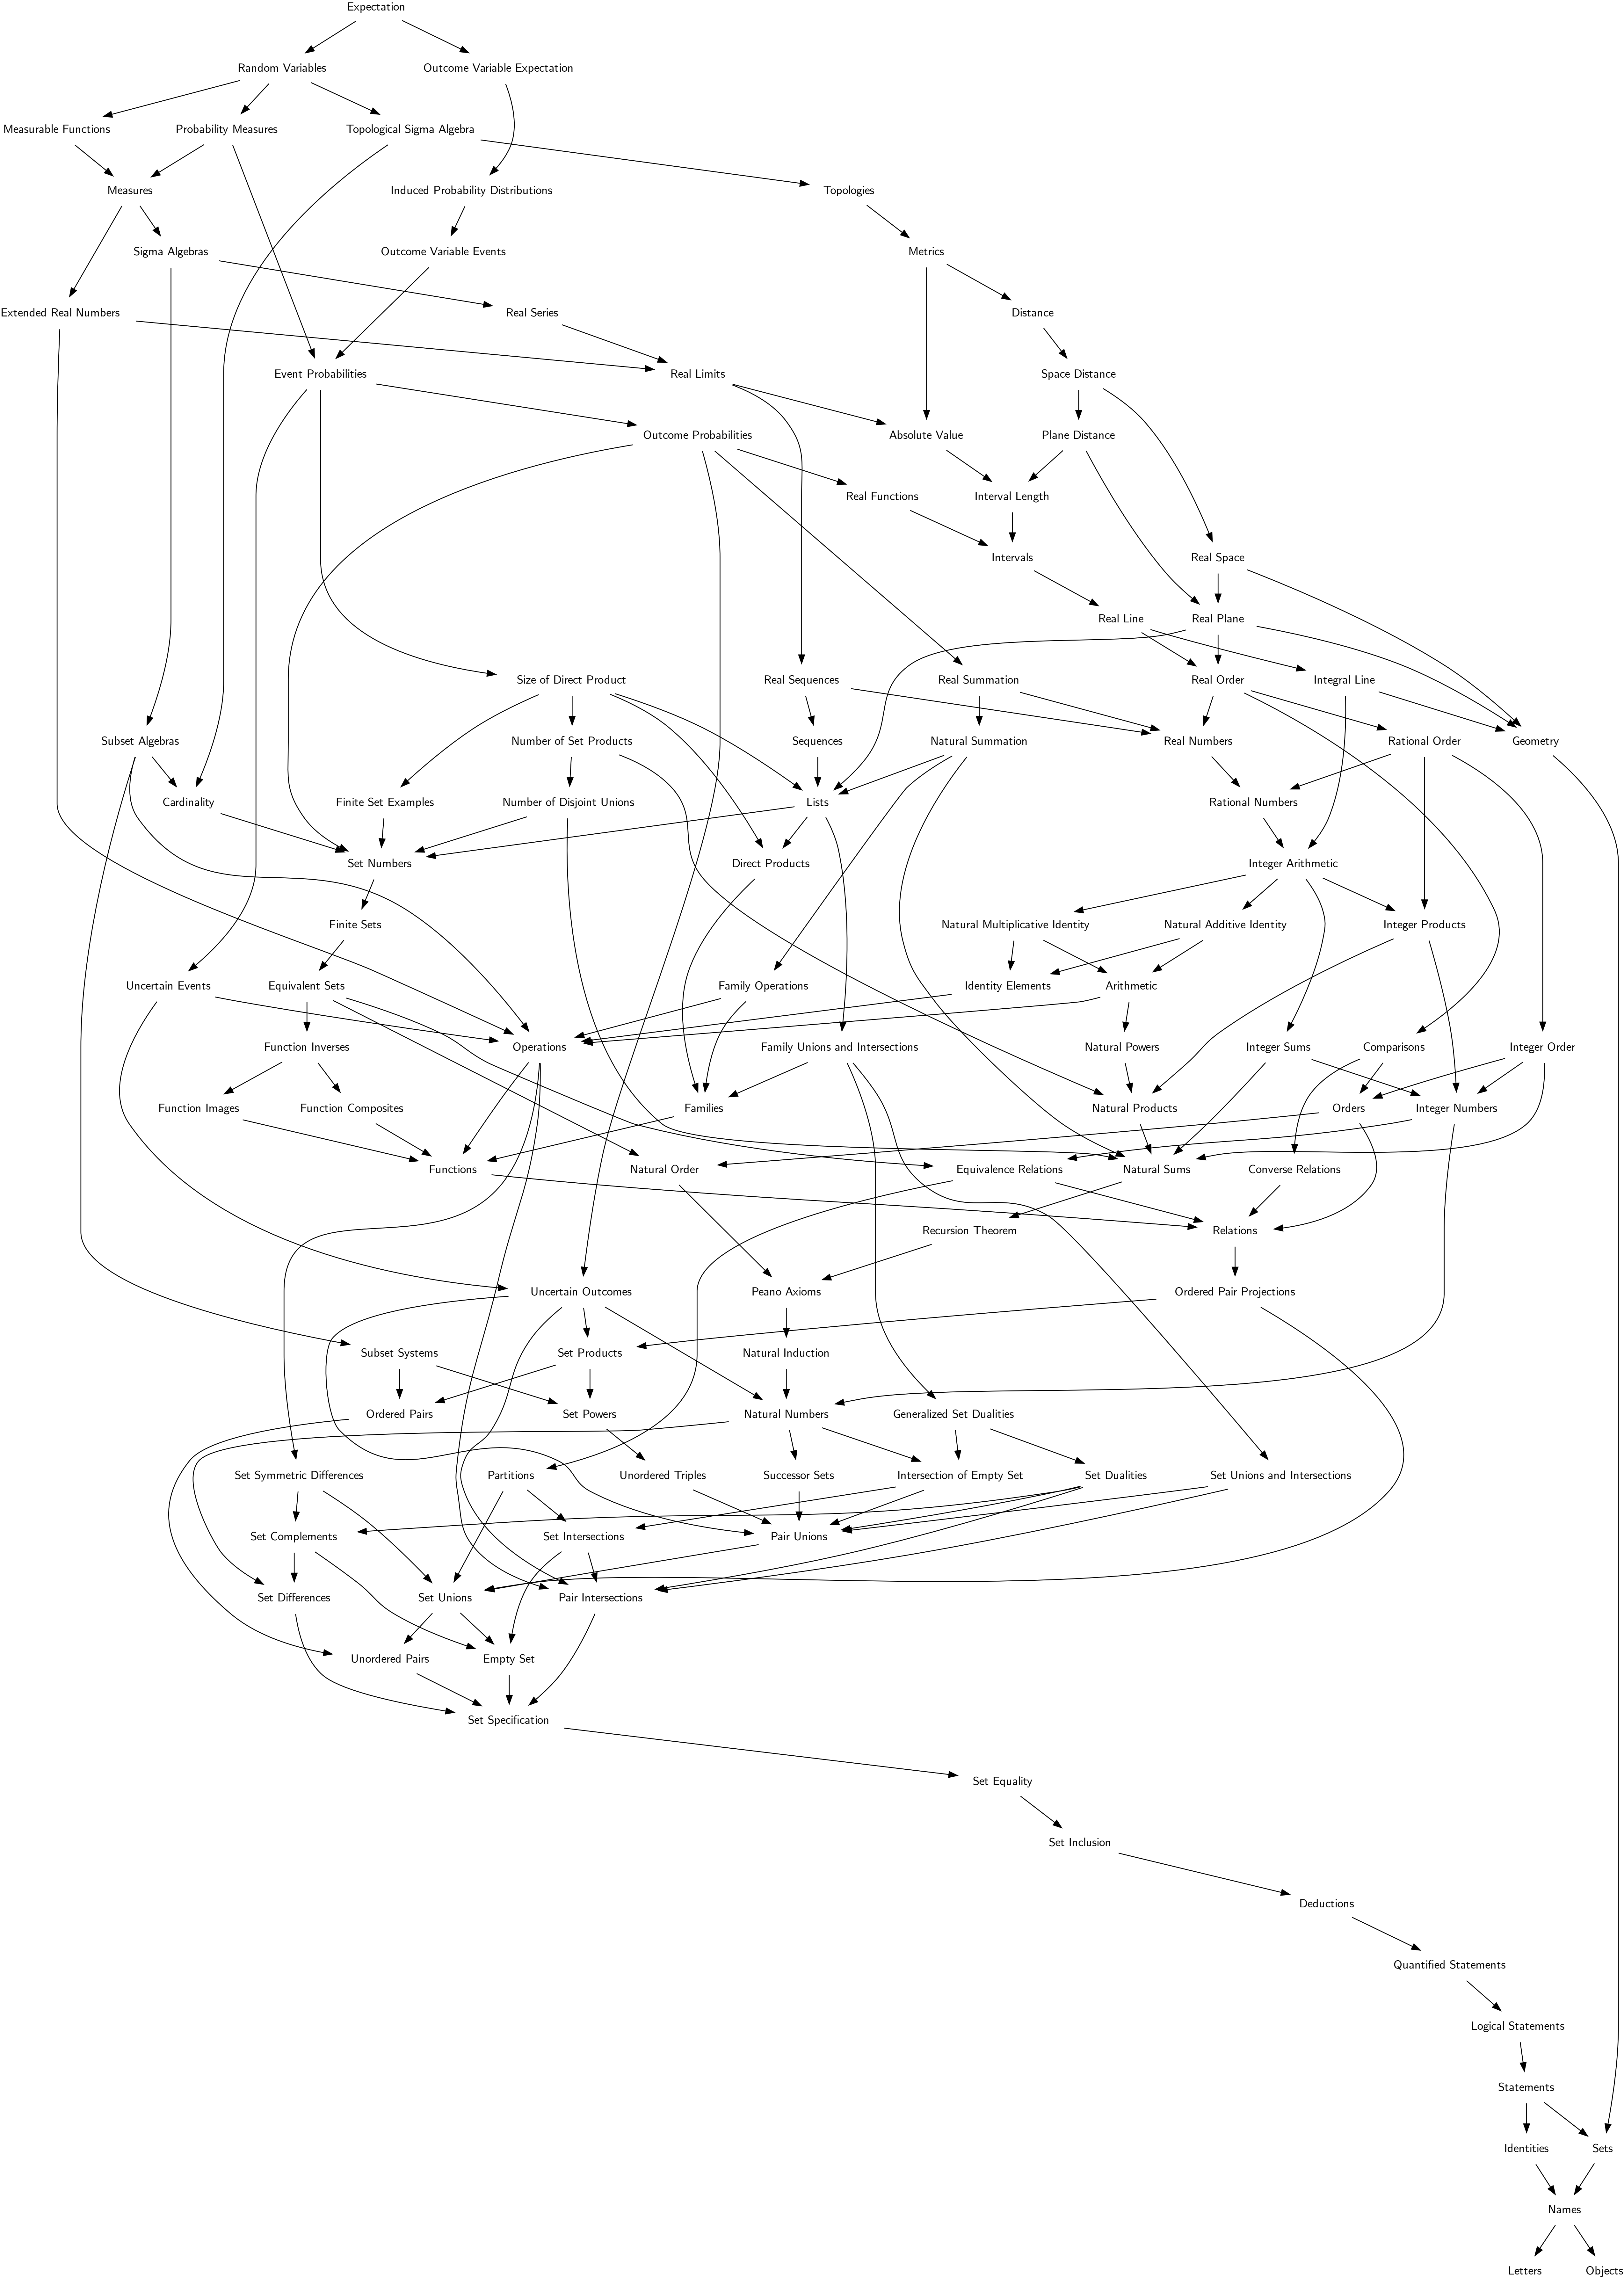 Expectation
Random Variables
Outcome Variable Expectation
Measurable Functions
Probability Measures
Topological Sigma Algebra
Measures
Induced Probability Distributions
Topologies
Sigma Algebras
Outcome Variable Events
Metrics
Extended Real Numbers
Real Series
Distance
Event Probabilities
Real Limits
Space Distance
Outcome Probabilities
Absolute Value
Plane Distance
Real Functions
Interval Length
Intervals
Real Space
Real Line
Real Plane
Size of Direct Product
Real Sequences
Real Summation
Real Order
Integral Line
Subset Algebras
Number of Set Products
Sequences
Natural Summation
Real Numbers
Rational Order
Geometry
Cardinality
Finite Set Examples
Number of Disjoint Unions
Lists
Rational Numbers
Set Numbers
Direct Products
Integer Arithmetic
Finite Sets
Natural Multiplicative Identity
Natural Additive Identity
Integer Products
Uncertain Events
Equivalent Sets
Family Operations
Identity Elements
Arithmetic
Function Inverses
Operations
Family Unions and Intersections
Natural Powers
Integer Sums
Comparisons
Integer Order
Function Images
Function Composites
Families
Natural Products
Orders
Integer Numbers
Functions
Natural Order
Equivalence Relations
Natural Sums
Converse Relations
Recursion Theorem
Relations
Uncertain Outcomes
Peano Axioms
Ordered Pair Projections
Subset Systems
Set Products
Natural Induction
Ordered Pairs
Set Powers
Natural Numbers
Generalized Set Dualities
Set Symmetric Differences
Partitions
Unordered Triples
Successor Sets
Intersection of Empty Set
Set Dualities
Set Unions and Intersections
Set Complements
Set Intersections
Pair Unions
Set Differences
Set Unions
Pair Intersections
Unordered Pairs
Empty Set
Set Specification
Set Equality
Set Inclusion
Deductions
Quantified Statements
Logical Statements
Statements
Identities
Sets
Names
Letters
Objects